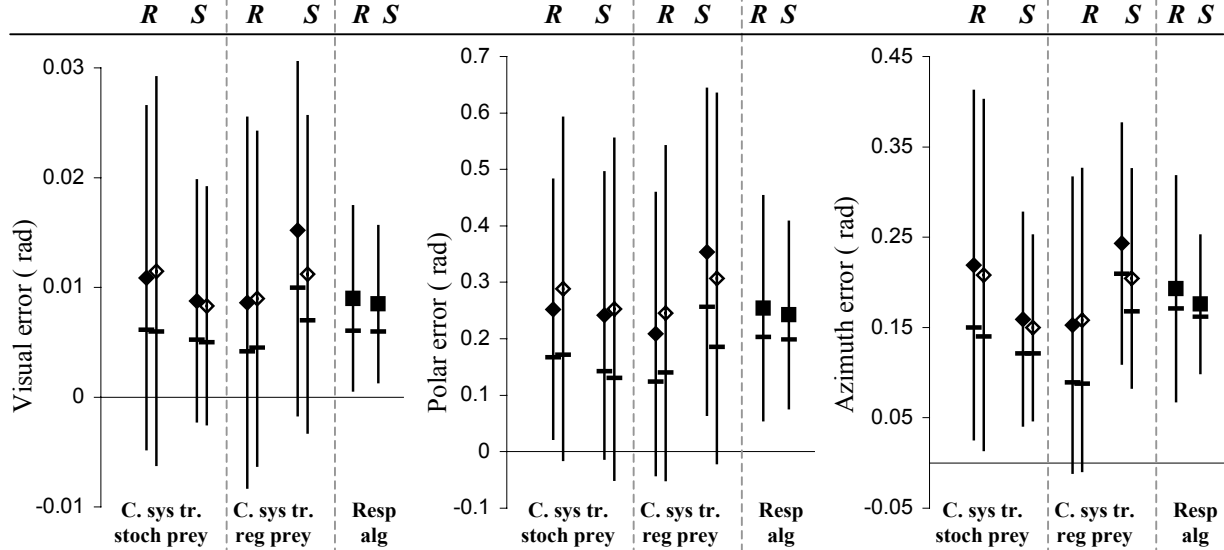 R S R S R S
R S R S R S
R S R S R S
Visual error ( rad)
0.03
0.02
0.01
0
-0.01
C. sys tr.
stoch prey
C. sys tr.
reg prey
Resp
alg
Polar error ( rad)
0.7
0.6
0.5
0.4
0.3
0.2
0.1
0
-0.1
C. sys tr.
stoch prey
C. sys tr.
reg prey
Resp
alg
Azimuth error ( rad)
0.45
0.35
0.25
0.15
0.05
-0.05
C. sys tr.
stoch prey
C. sys tr.
reg prey
Resp
alg